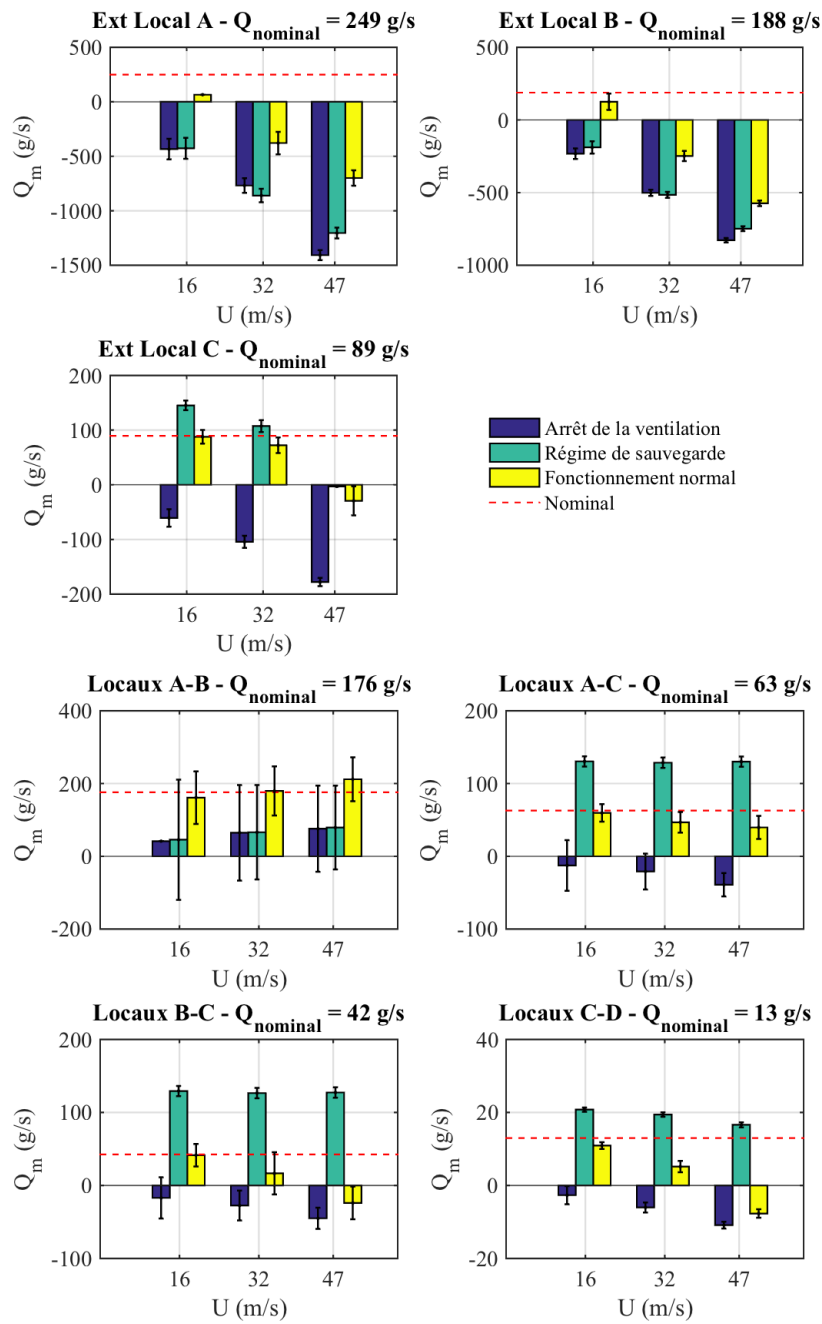 Ext Local A - Qnominal = 249 g/s
500
0
-500
-1000
-1500
Qm (g/s)
16 32 47
U (m/s)
Ext Local B - Qnominal = 188 g/s
500
0
-500
-1000
Qm (g/s)
16 32 47
U (m/s)
Ext Local C - Qnominal = 89 g/s
200
100
0
-100
-200
Qm (g/s)
16 32 47
U (m/s)
Arrêt de la ventilation
Régime de sauvegarde
Fonctionnement normal
Nominal
Locaux A-B - Qnominal = 176 g/s
400
200
0
-200
Qm (g/s)
16 32 47
U (m/s)
Locaux A-C - Qnominal = 63 g/s
200
100
0
-100
Qm (g/s)
16 32 47
U (m/s)
Locaux B-C - Qnominal = 42 g/s
200
100
0
-100
Qm (g/s)
16 32 47
U (m/s)
Locaux C-D - Qnominal = 13 g/s
40
20
0
-20
Qm (g/s)
16 32 47
U (m/s)